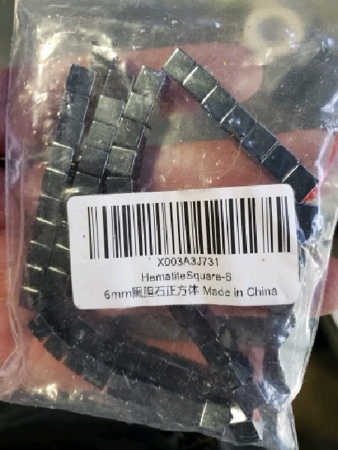 X003A3J731
HematiteSquare-6
6mm黑胆石正方体 Made in China